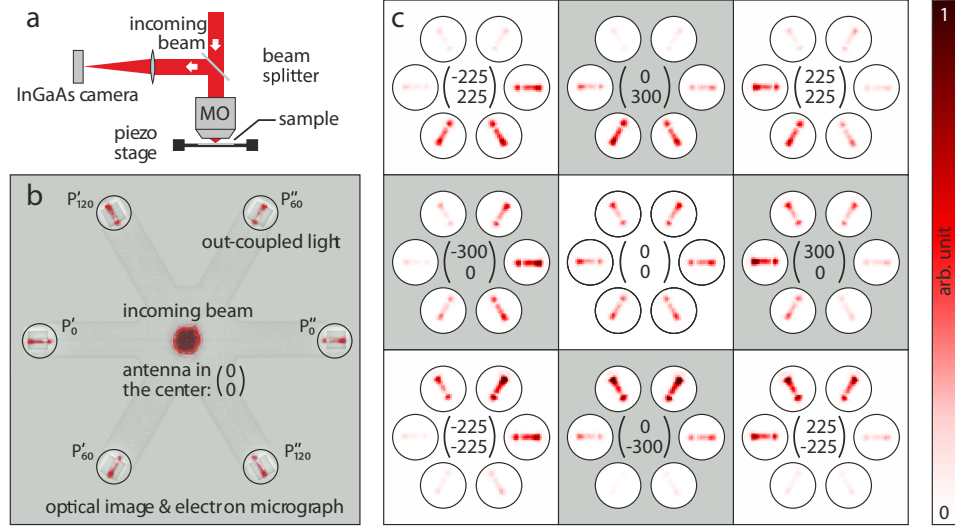 a
incoming
beam
beam
splitter
InGaAs camera
MO
sample
piezo
stage
b
P′120
P″60
out-coupled light
incoming beam
P′0
P″0
antenna in
the center: (0
0)
P′60
P″120
optical image & electron micrograph
c
(-225
225)
(0
300)
(225
225)
(-300
0)
(0
0)
(300
0)
(-225
-225)
(0
-300)
(225
-225)
1
arb. unit
0